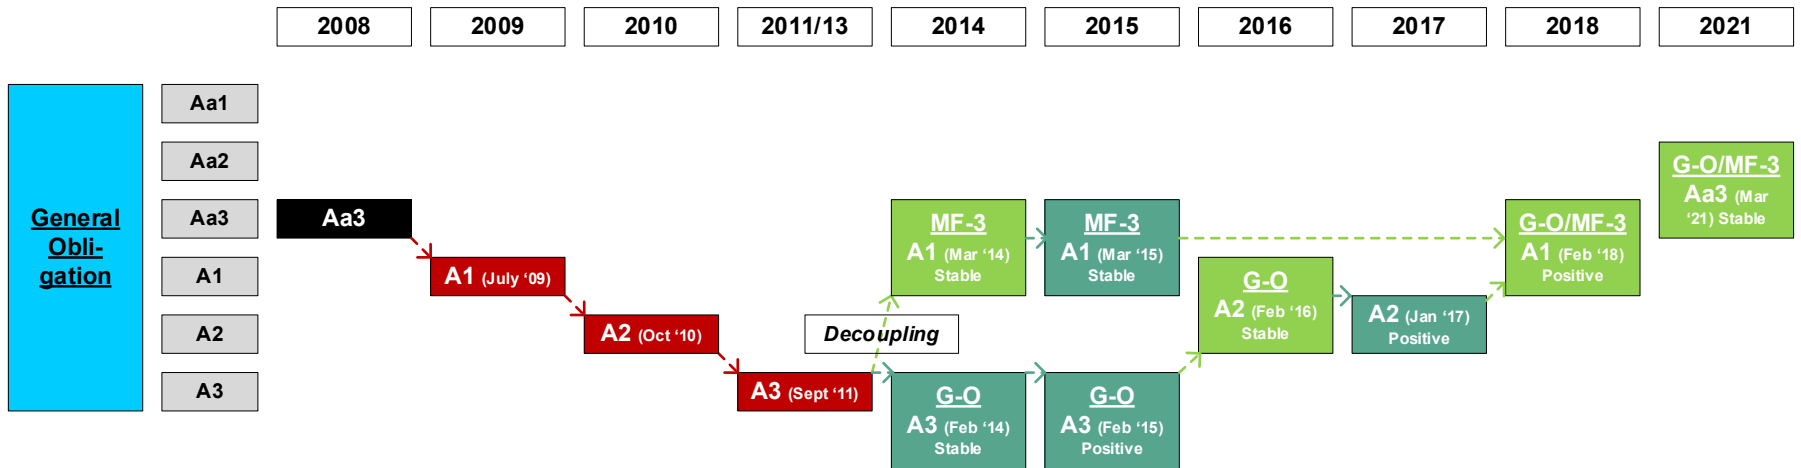 2008
2009
2010
2011/13
2014
2015
2016
2017
2018
2021
General
Obli-
gation
Aa1
Aa2
Aa3
A1
A2
A3
Aa3
A1 (July ‘09)
A2 (Oct ‘10)
A3 (Sept ‘11)
Decoupling
MF-3
A1 (Mar ‘14)
Stable
G-O
A3 (Feb ‘14)
Stable
MF-3
A1 (Mar ‘15)
Stable
G-O
A3 (Feb ‘15)
Positive
G-O
A2 (Feb ‘16)
Stable
A2 (Jan ‘17)
Positive
G-O/MF-3
A1 (Feb ‘18)
Positive
G-O/MF-3
Aa3 (Mar
‘21) Stable